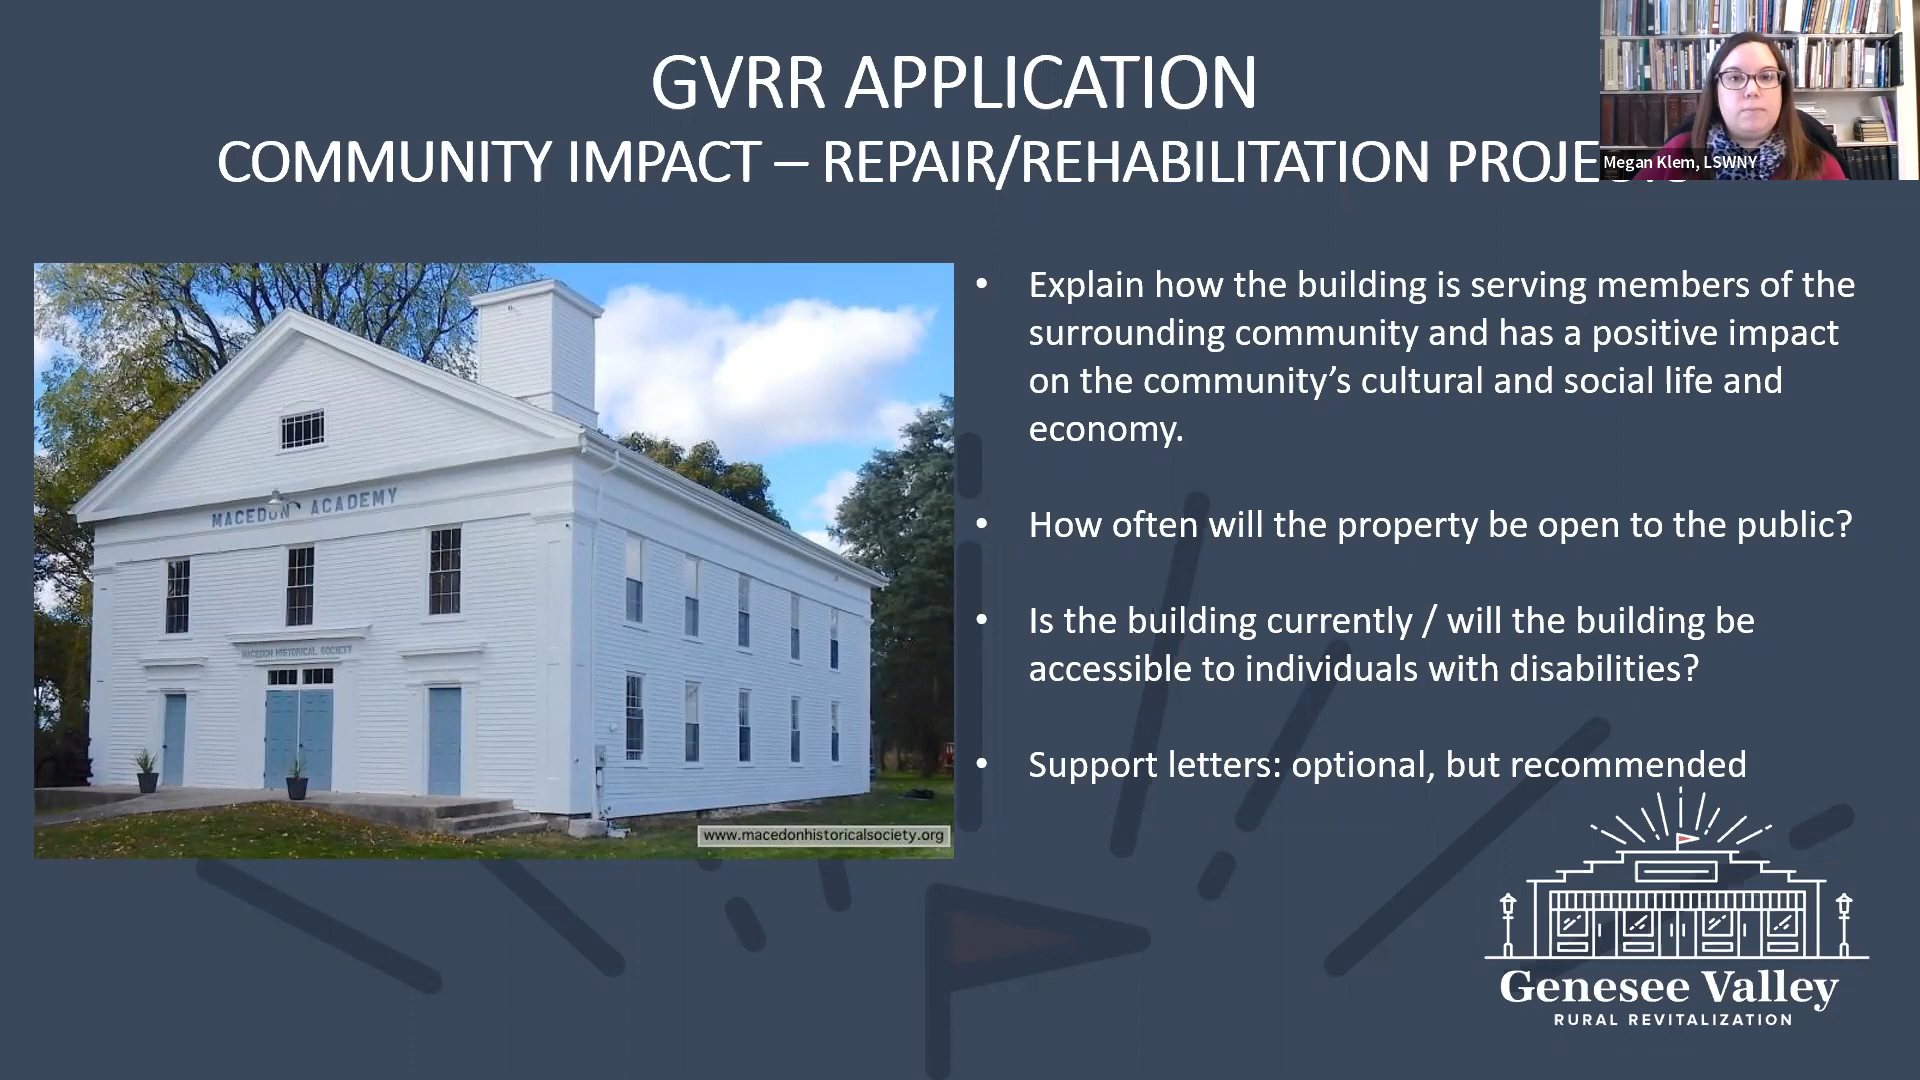 GVRR APPLICATION
COMMUNITY IMPACT – REPAIR/REHABILITATION
Megan Klem, LSWNY
MACEDON ACADEMY
MACEDON HISTORICAL SOCIETY
www.macedonhistoricalsociety.org
• Explain how the building is serving members of the
surrounding community and has a positive impact
on the community’s cultural and social life and
economy.
• How often will the property be open to the public?
• Is the building currently / will the building be
accessible to individuals with disabilities?
• Support letters: optional, but recommended
Genesee Valley
RURAL REVITALIZATION